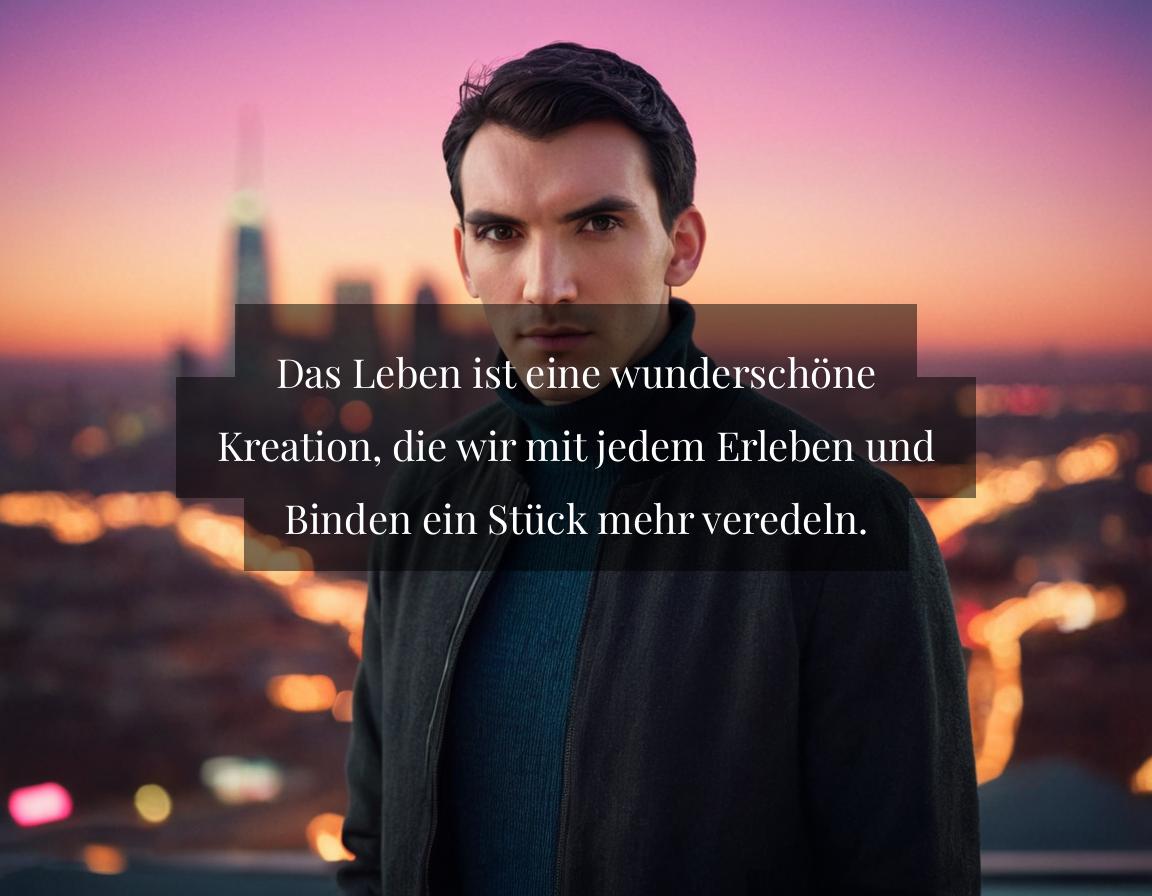 Das Leben ist eine wunderschöne
Kreation, die wir mit jedem Erleben und
Binden ein Stück mehr veredeln.